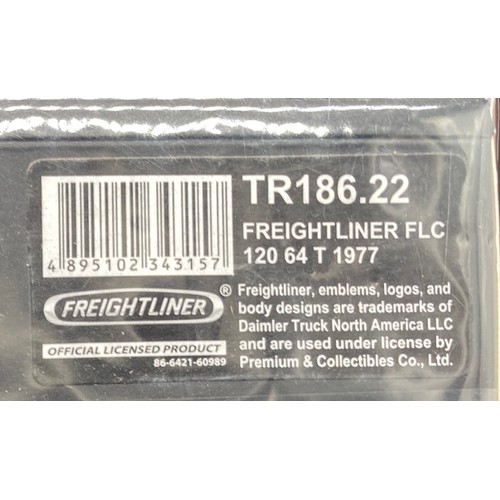 TR186.22
FREIGHTLINER FLC
120 64 T 1977
4 895102 343157
FREIGHTLINER®
OFFICIAL LICENSED PRODUCT
86-6421-60989
Freightliner, emblems, logos, and
body designs are trademarks of
Daimler Truck North America LLC
and are used under license by
Premium & Collectibles Co., Ltd.